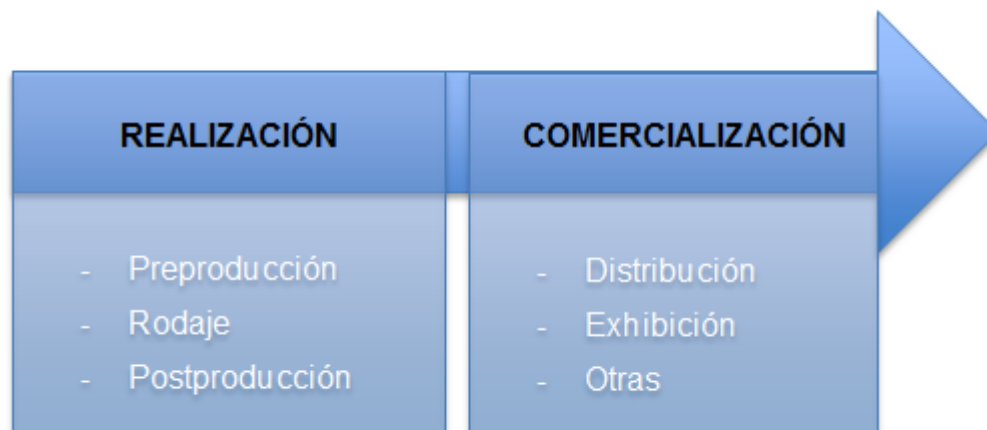 REALIZACIÓN
- Preproducción
- Rodaje
- Postproducción
COMERCIALIZACIÓN
- Distribución
- Exhibición
- Otras